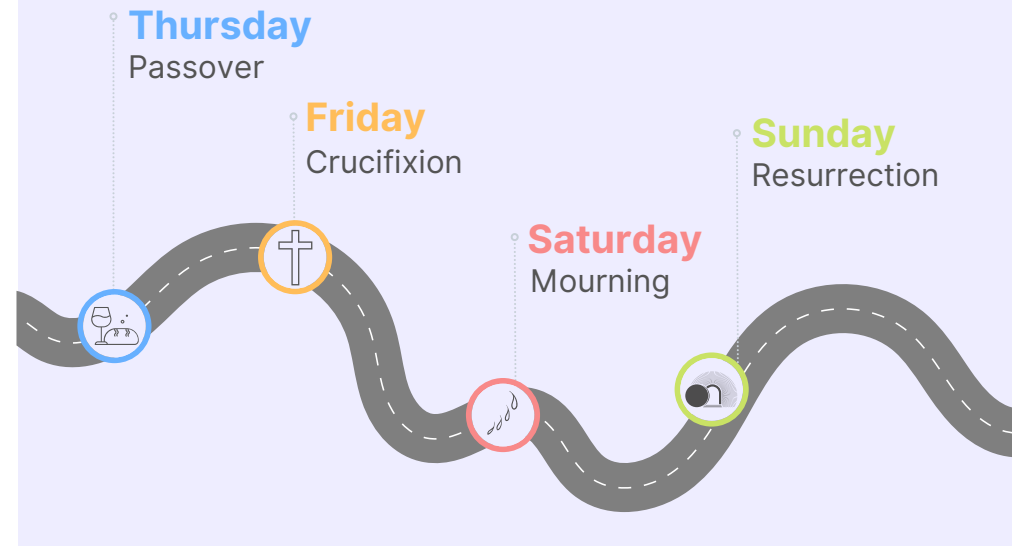 Thursday
Passover
Friday
Crucifixion
Saturday
Mourning
Sunday
Resurrection